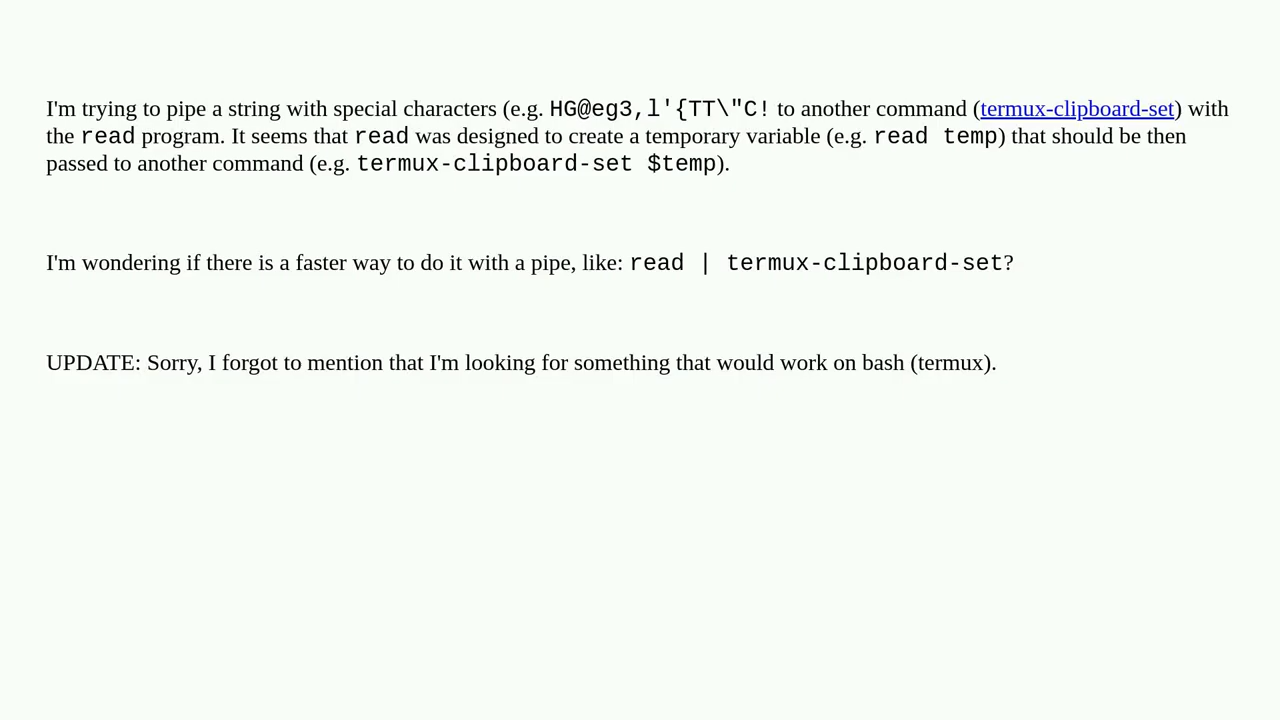 I'm trying to pipe a string with special characters (e.g. HG@eg3,l'{TT\"C! to another command (termux-clipboard-set) with
the read program. It seems that read was designed to create a temporary variable (e.g. read temp) that should be then
passed to another command (e.g. termux-clipboard-set $temp).
I'm wondering if there is a faster way to do it with a pipe, like: read | termux-clipboard-set?
UPDATE: Sorry, I forgot to mention that I'm looking for something that would work on bash (termux).